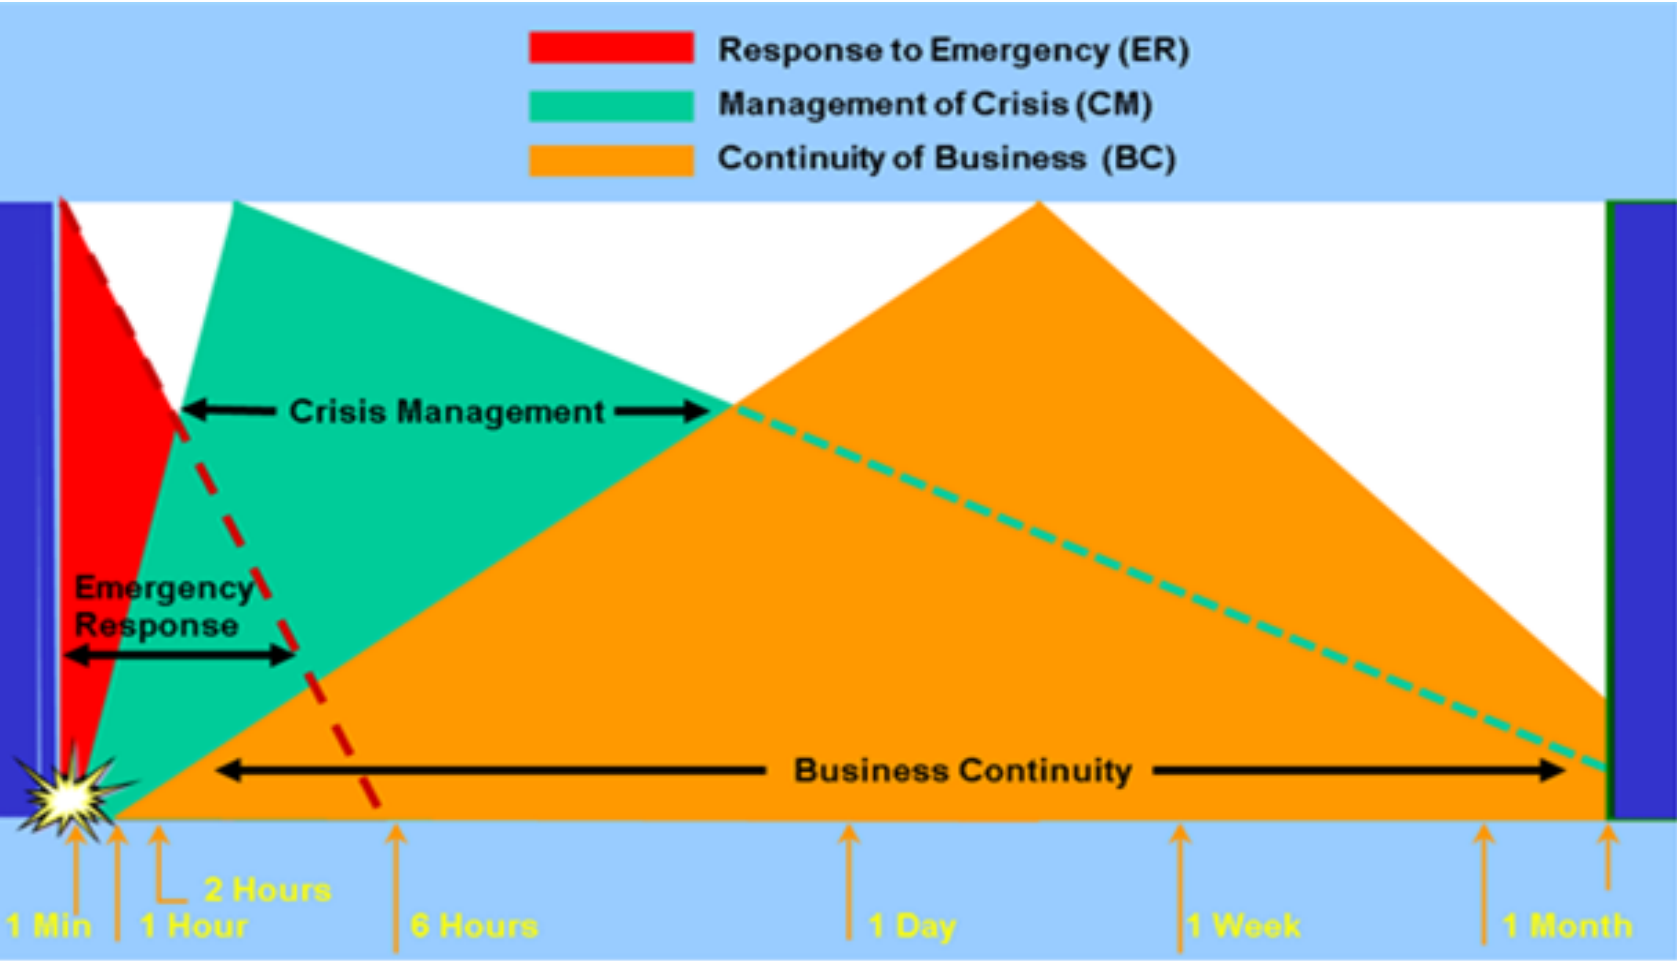 Response to Emergency (ER)
Management of Crisis (CM)
Continuity of Business (BC)
Crisis Management
Emergency
Response
Business Continuity
2 Hours
1 Min
1 Hour
6 Hours
1 Day
1 Week
1 Month